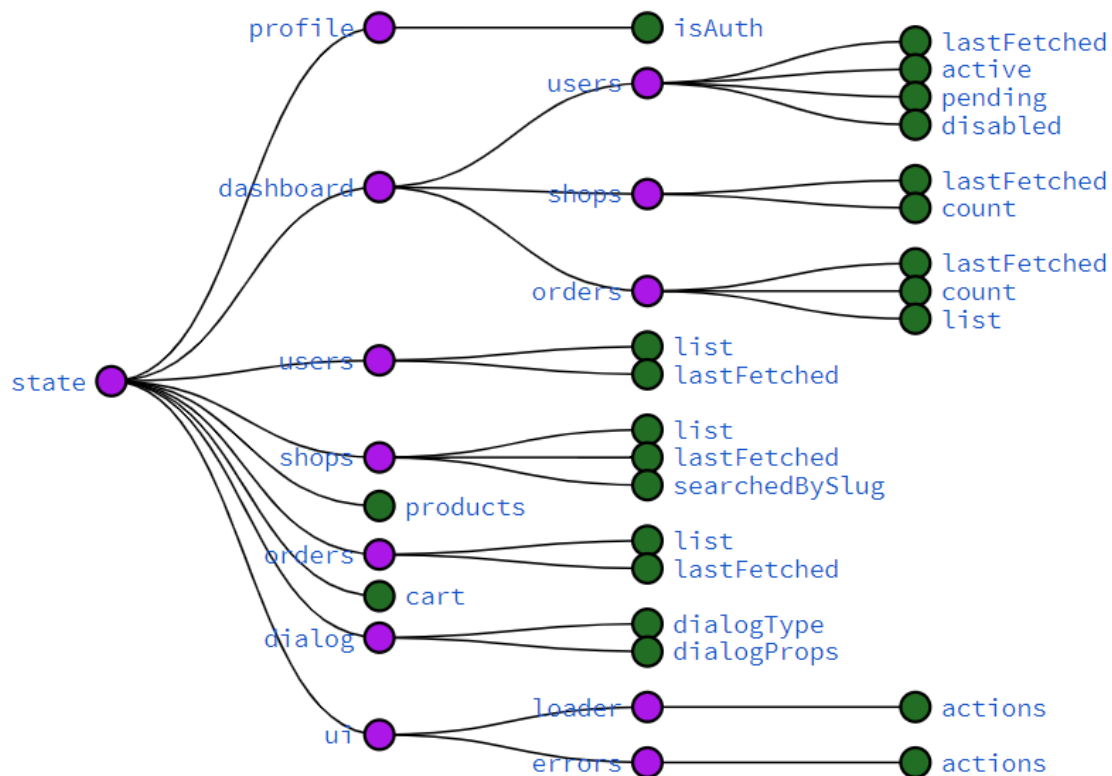 profile
isAuth
lastFetched
active
users
pending
disabled
dashboard
shops
lastFetched
count
lastFetched
orders
count
list
state
users
list
lastFetched
list
shops
lastFetched
searchedBySlug
products
list
orders
lastFetched
cart
dialogType
dialog
dialogProps
loader
actions
ui
errors
actions